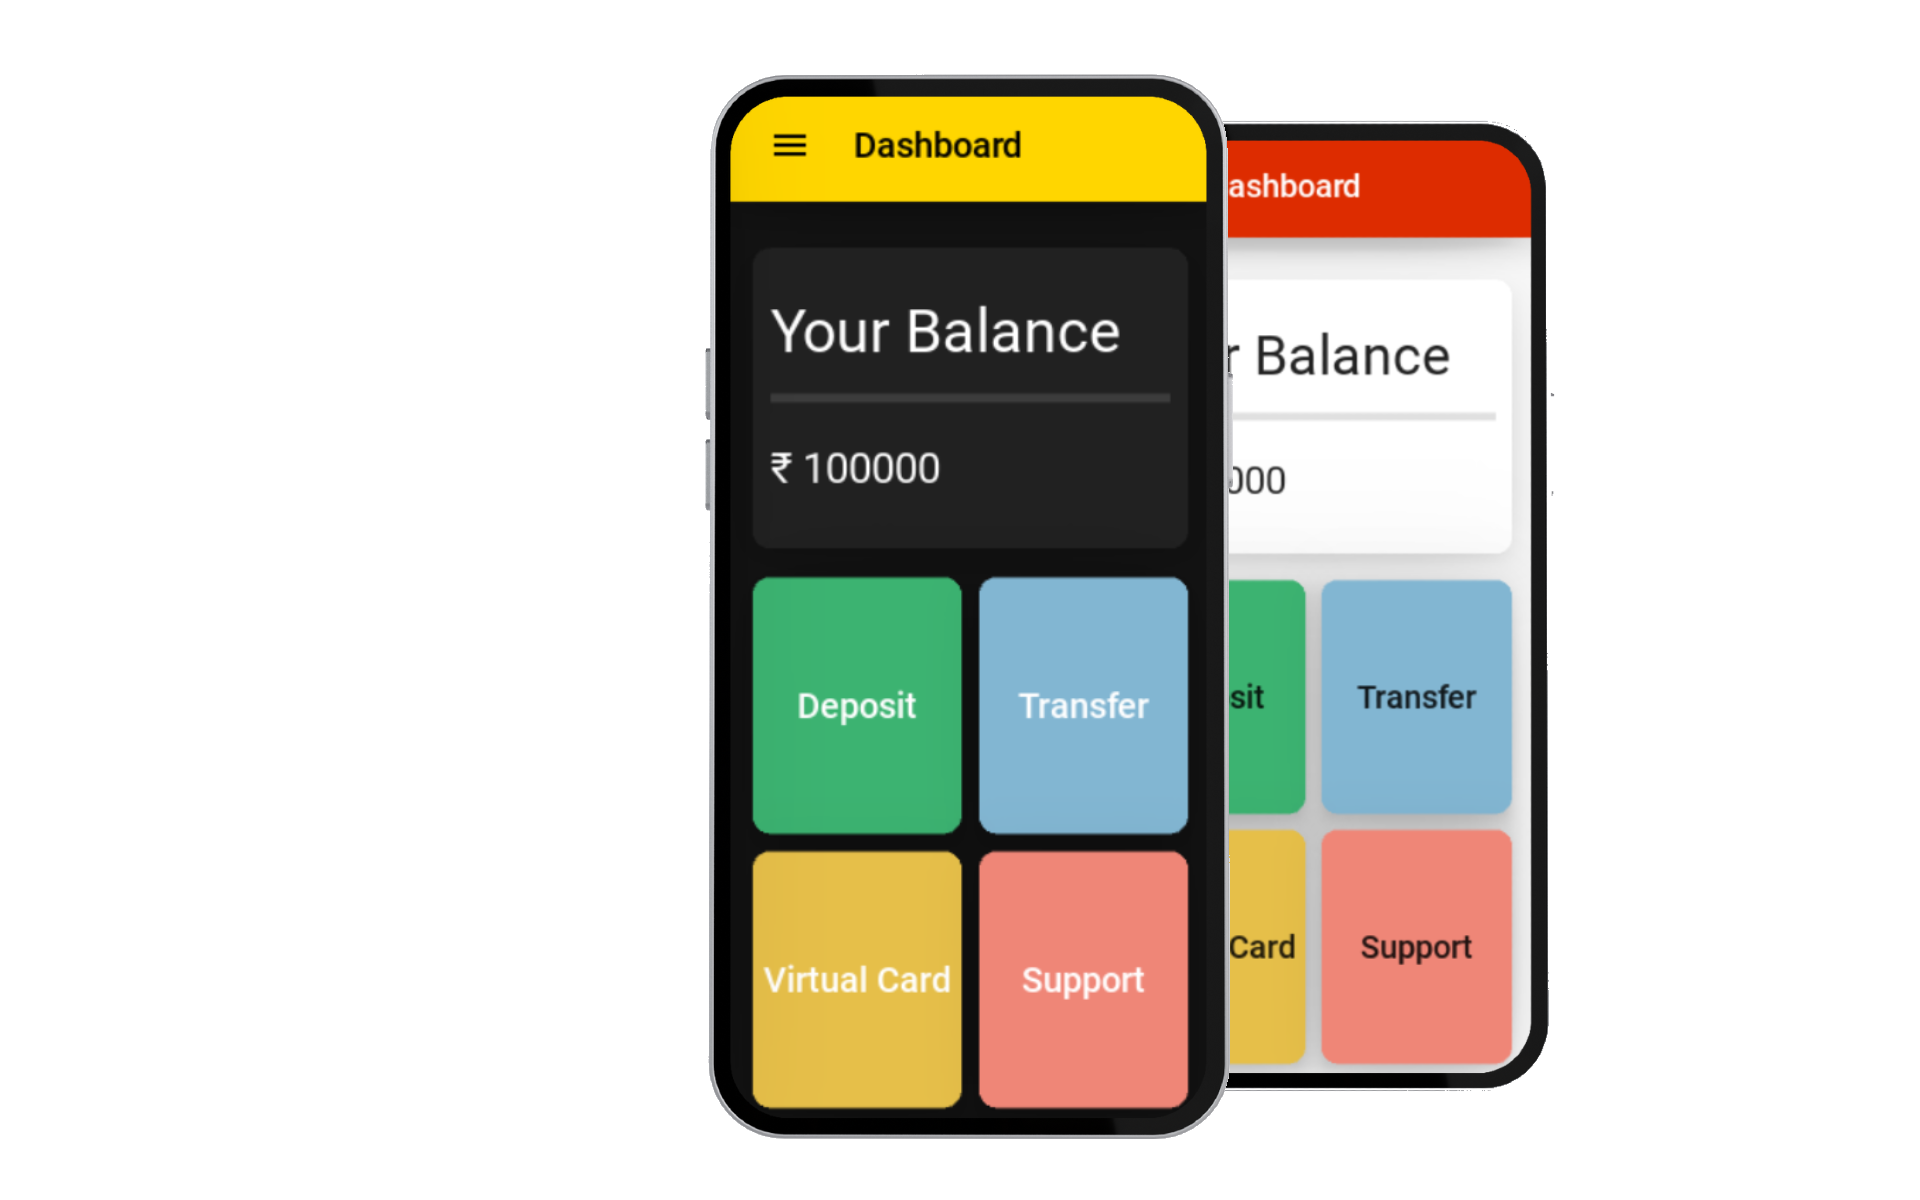 Dashboard
Your Balance
₹ 100000
Deposit
Transfer
Virtual Card
Support
ashboard
r Balance
000
sit
Transfer
Card
Support